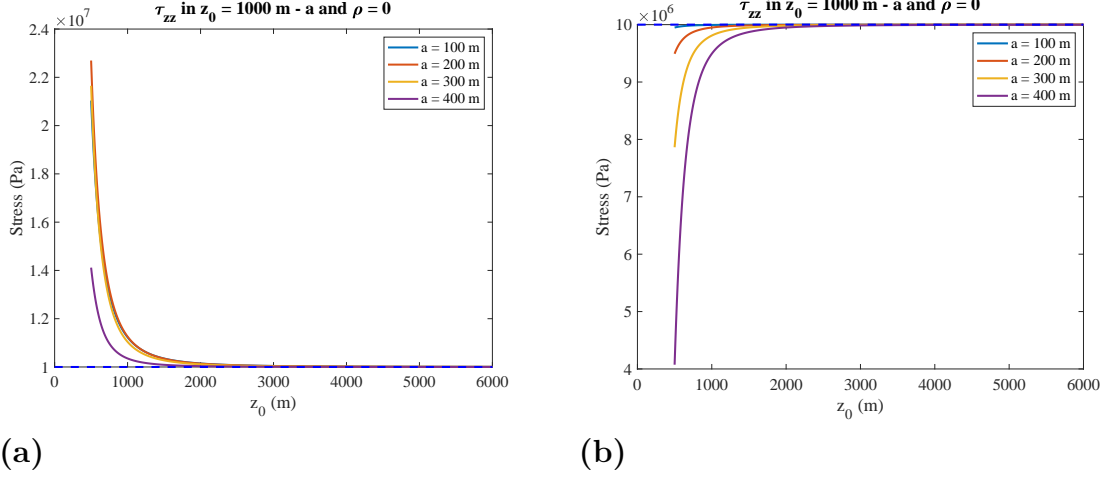 τzz in z0 = 1000 m - a and ρ = 0
×10^7
2.4
2.2
2
1.8
1.6
1.4
1.2
1
Stress (Pa)
a = 100 m
a = 200 m
a = 300 m
a = 400 m
0 1000 2000 3000 4000 5000 6000
z0 (m)
(a)
τzz in z0 = 1000 m - a and ρ = 0
×10^6
10
9
8
7
6
5
4
Stress (Pa)
a = 100 m
a = 200 m
a = 300 m
a = 400 m
0 1000 2000 3000 4000 5000 6000
z0 (m)
(b)